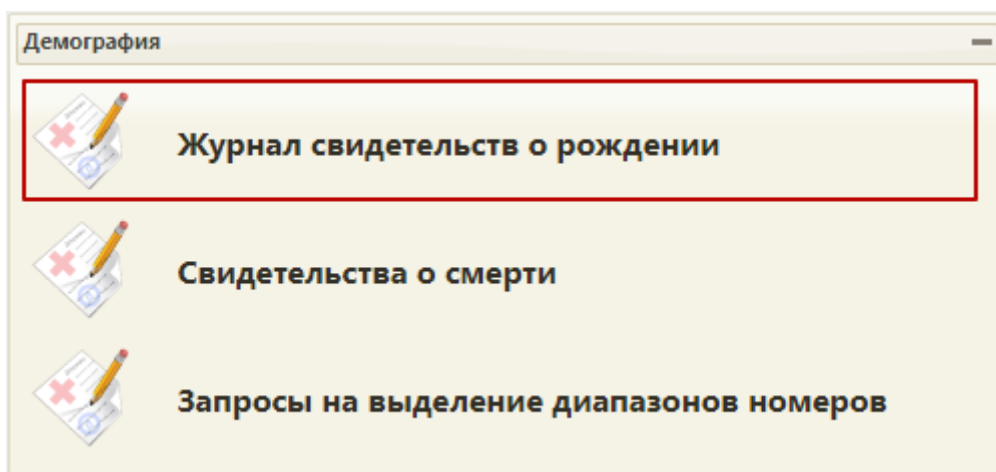 Демография
Журнал свидетельств о рождении
Свидетельства о смерти
Запросы на выделение диапазонов номеров